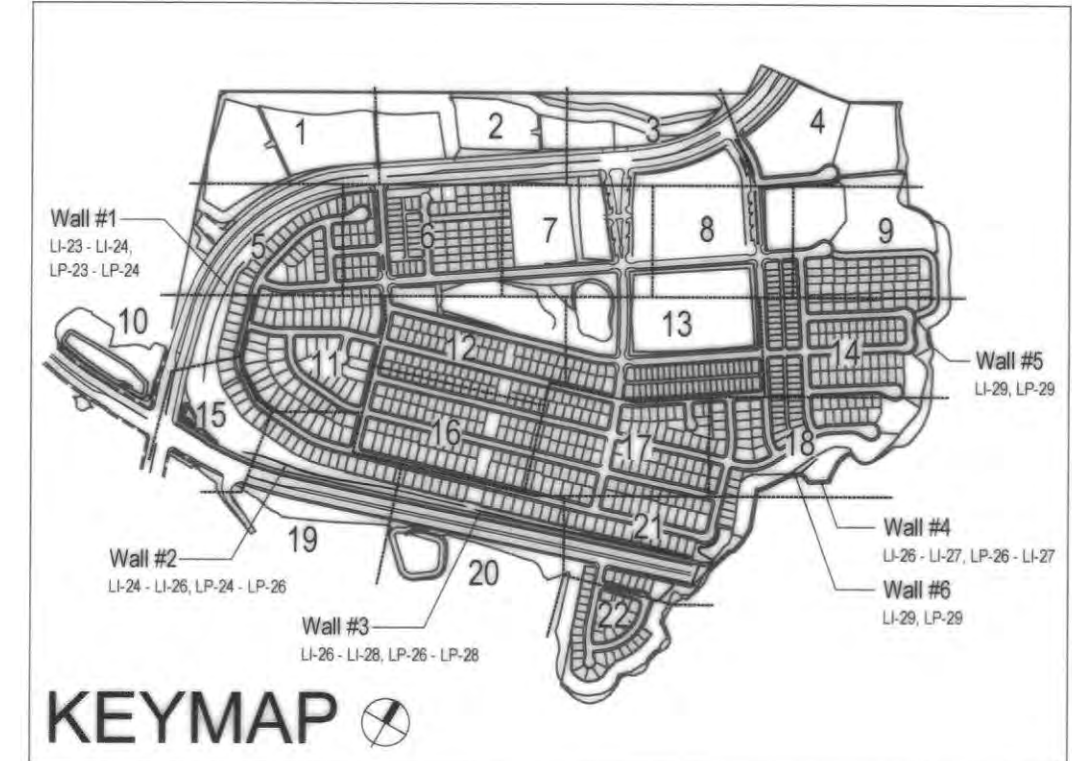 1
2
3
4
Wall #1
LI-23 - LI-24,
LP-23 - LP-24
5
6
7
8
9
10
11
12
13
14
Wall #5
LI-29, LP-29
15
16
17
18
Wall #4
LI-26 - LI-27, LP-26 - LI-27
19
20
21
Wall #2
LI-24 - LI-26, LP-24 - LP-26
Wall #6
LI-29, LP-29
22
Wall #3
LI-26 - LI-28, LP-26 - LP-28
KEYMAP